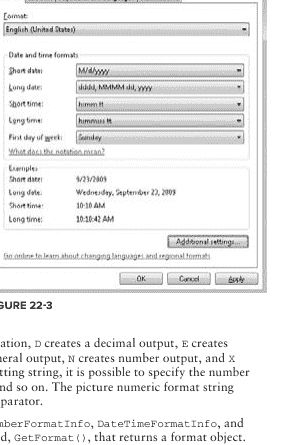 Format:
English (United States)
Date and time formats
Short date: M/d/yyyy
Long date: dddd, MMMM dd, yyyy
Short time: h:mm tt
Long time: h:mm:ss tt
First day of week: Sunday
What does the notation mean?
Examples
Short date: 9/23/2009
Long date: Wednesday, September 23, 2009
Short time: 10:10 AM
Long time: 10:10:42 AM
Additional settings...
Go online to learn about changing languages and regional formats
OK Cancel Apply
GURE 22-3
ation, D creates a decimal output, E creates
neral output, N creates number output, and X
tting string, it is possible to specify the number
nd so on. The picture numeric format string
parator.
mberFormatInfo, DateTimeFormatInfo, and
d, GetFormat(), that returns a format object.